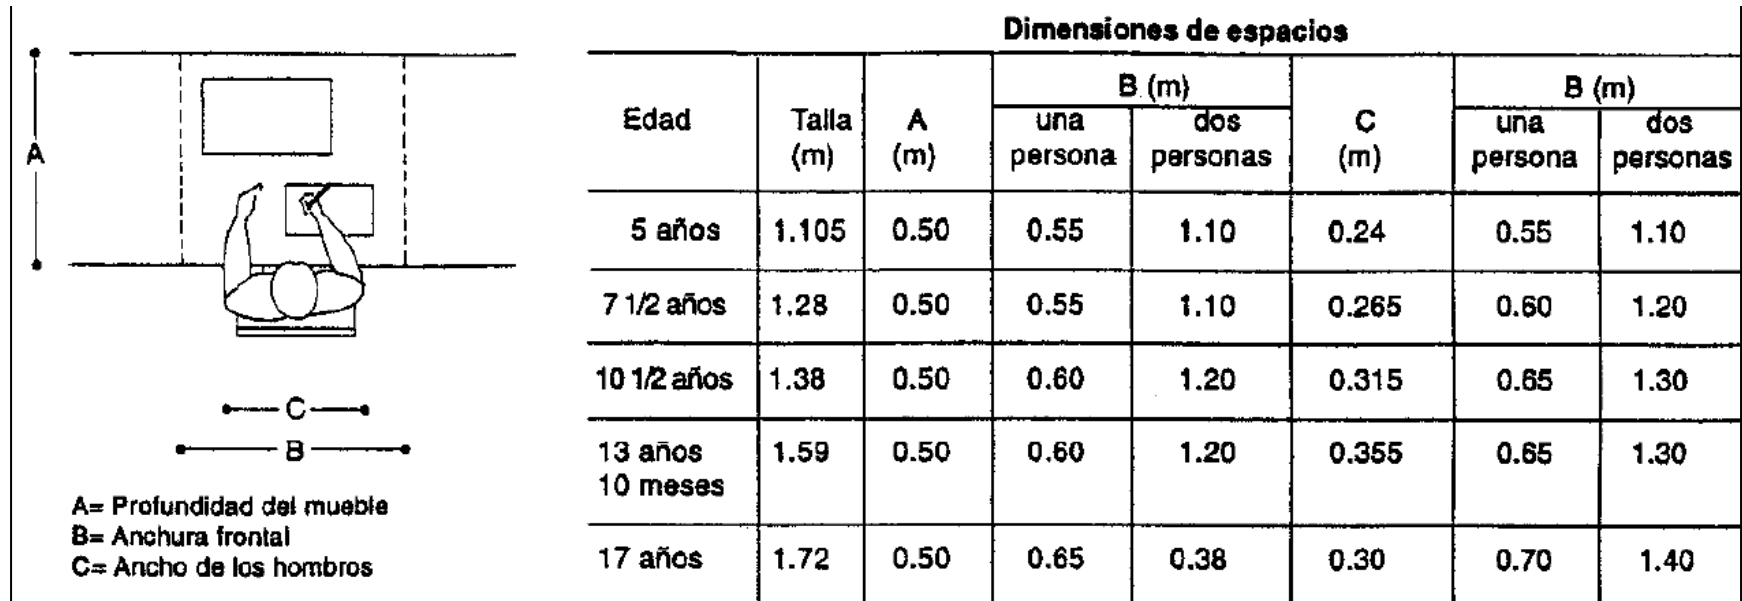 Dimensiones de espacios
A
C
B
A= Profundidad del mueble
B= Anchura frontal
C= Ancho de los hombros
B (m) B (m)
Edad Talla A una dos C una dos
(m) (m) persona personas (m) persona personas
5 años 1.105 0.50 0.55 1.10 0.24 0.55 1.10
7 1/2 años 1.28 0.50 0.55 1.10 0.265 0.60 1.20
10 1/2 años 1.38 0.50 0.60 1.20 0.315 0.65 1.30
13 años 1.59 0.50 0.60 1.20 0.355 0.65 1.30
10 meses
17 años 1.72 0.50 0.65 0.38 0.30 0.70 1.40